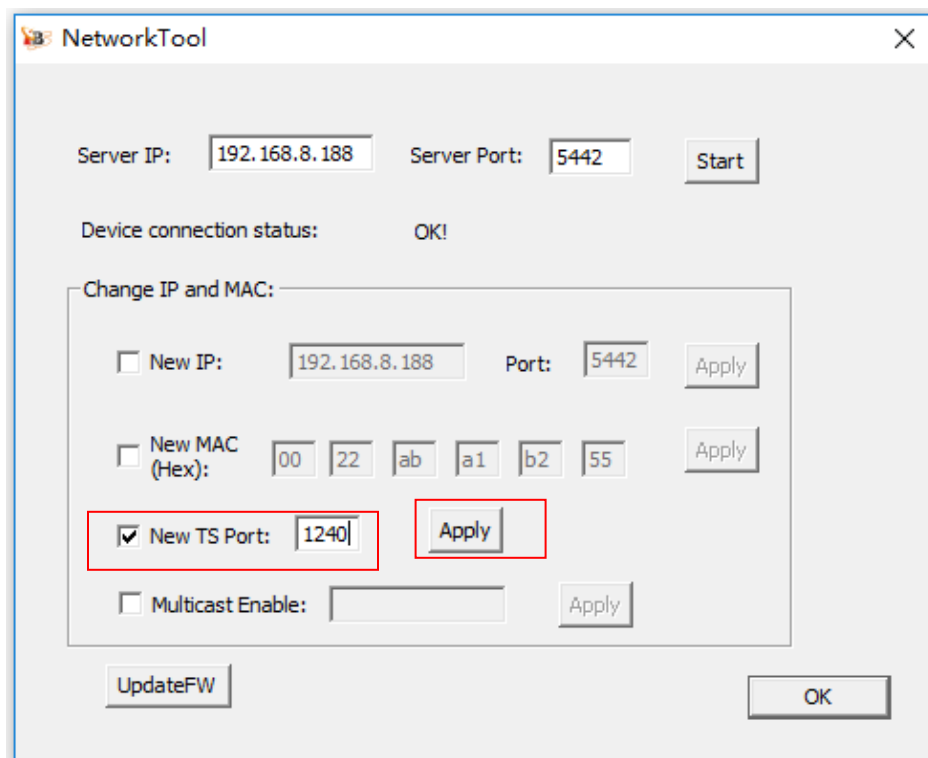 NetworkTool
Server IP: 192.168.8.188 Server Port: 5442 Start
Device connection status: OK!
Change IP and MAC:
New IP: 192.168.8.188 Port: 5442 Apply
New MAC (Hex): 00 22 ab a1 b2 55 Apply
New TS Port: 1240 Apply
Multicast Enable: Apply
UpdateFW
OK